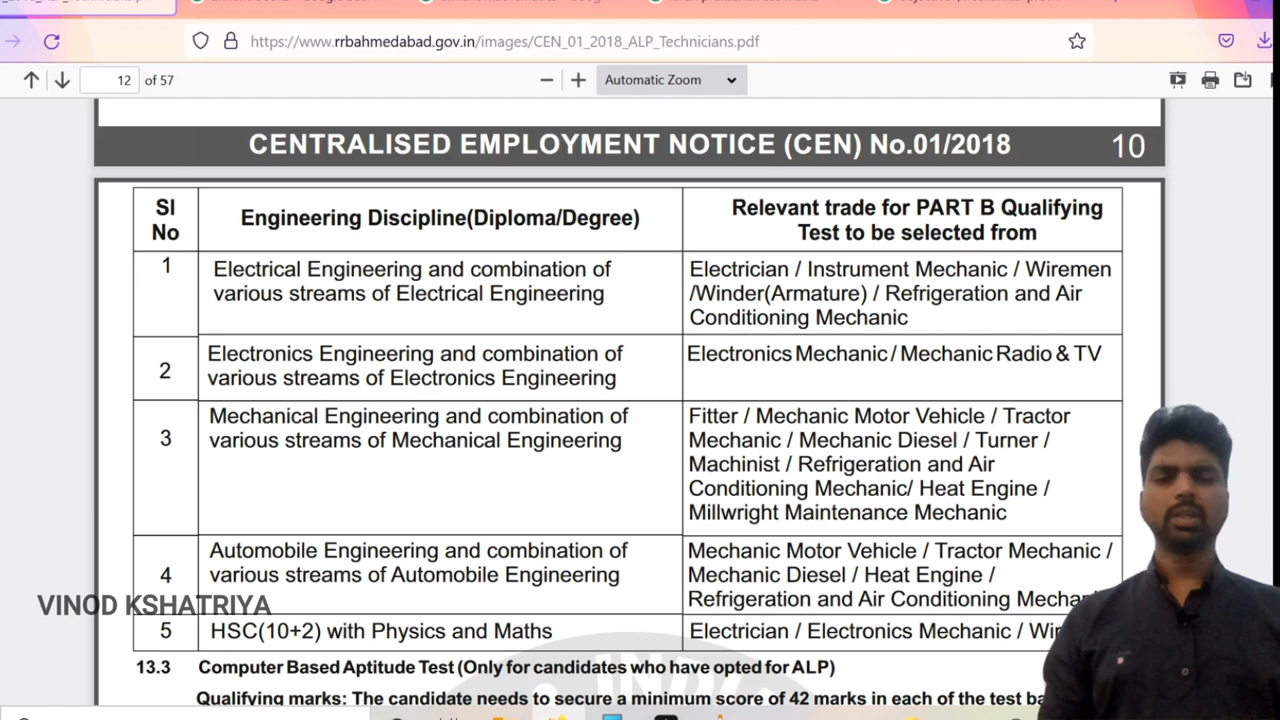 https://www.rrbahmedabad.gov.in/images/CEN_01_2018_ALP_Technicians.pdf
12 of 57
Automatic Zoom
CENTRALISED EMPLOYMENT NOTICE (CEN) No.01/2018 10
Sl No
Engineering Discipline(Diploma/Degree)
Relevant trade for PART B Qualifying
Test to be selected from
1
Electrical Engineering and combination of
various streams of Electrical Engineering
Electrician / Instrument Mechanic / Wiremen
/Winder(Armature) / Refrigeration and Air
Conditioning Mechanic
2
Electronics Engineering and combination of
various streams of Electronics Engineering
Electronics Mechanic / Mechanic Radio & TV
3
Mechanical Engineering and combination of
various streams of Mechanical Engineering
Fitter / Mechanic Motor Vehicle / Tractor
Mechanic / Mechanic Diesel / Turner /
Machinist / Refrigeration and Air
Conditioning Mechanic/ Heat Engine /
Millwright Maintenance Mechanic
4
Automobile Engineering and combination of
various streams of Automobile Engineering
Mechanic Motor Vehicle / Tractor Mechanic /
Mechanic Diesel / Heat Engine /
Refrigeration and Air Conditioning
VINOD KSHATRIYA
5
HSC(10+2) with Physics and Maths
Electrician / Electronics Mechanic /
13.3 Computer Based Aptitude Test (Only for candidates who have opted for ALP)
Qualifying marks: The candidate needs to secure a minimum score of 42 marks in each of the test
INDI